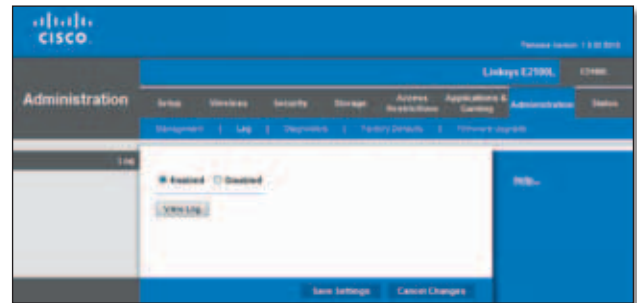 CISCO
Linksys E2100L
E2100L
Administration
Setup Wireless Security Storage Access Restrictions Applications & Gaming Administration Status
Management | Log | Diagnostics | Factory Defaults | Firmware Upgrade
Log
Enabled Disabled
View Log
Help...
Save Settings Cancel Changes